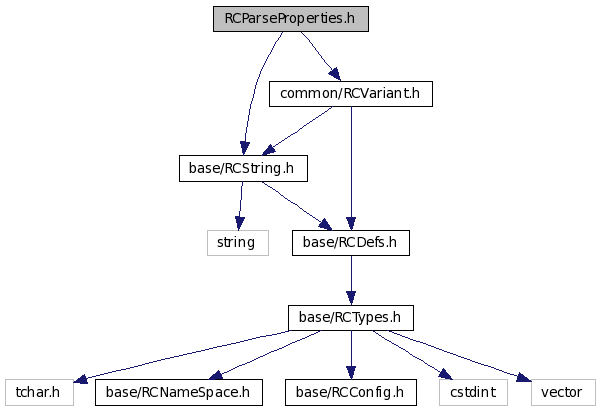 RCParseProperties.h
common/RCVariant.h
base/RCString.h
string
base/RCDefs.h
base/RCTypes.h
tchar.h
base/RCNameSpace.h
base/RCConfig.h
cstdint
vector